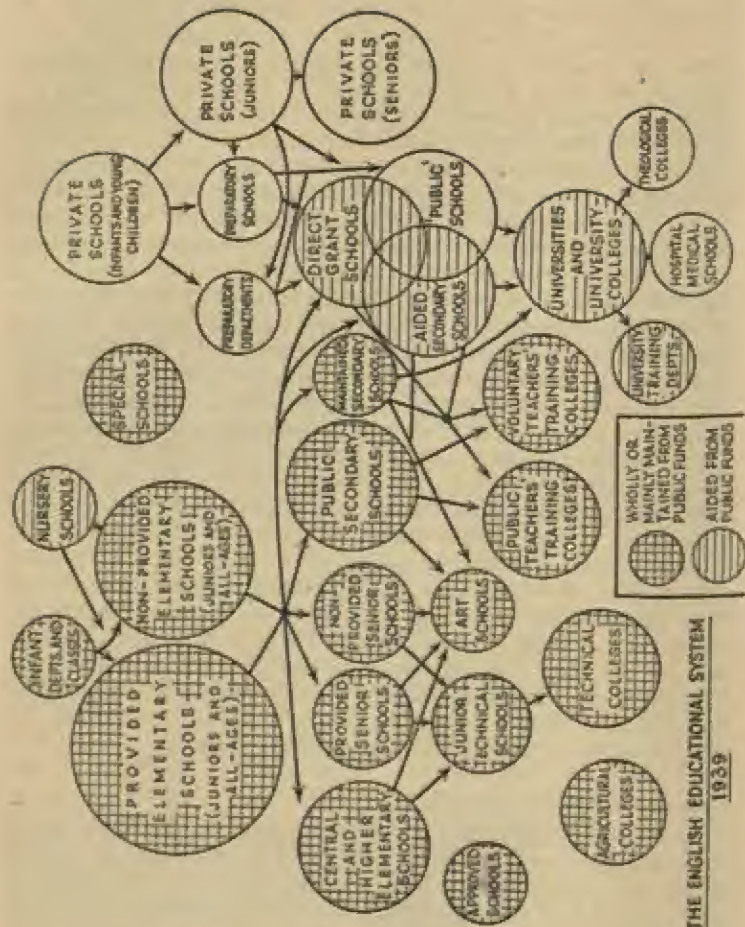 PRIVATE
SCHOOLS
(INFANTS AND YOUNG
CHILDREN)
PRIVATE
SCHOOLS
(JUNIORS)
PRIVATE
SCHOOLS
(SENIORS)
PREPARATORY
SCHOOLS
PREPARATORY
DEPARTMENTS
DIRECT
GRANT
SCHOOLS
'PUBLIC'
SCHOOLS
AIDED
SECONDARY
SCHOOLS
UNIVERSITIES
AND
UNIVERSITY
COLLEGES
THEOLOGICAL
COLLEGES
HOSPITAL
MEDICAL
SCHOOLS
UNIVERSITY
TRAINING
DEPTS.
SPECIAL
SCHOOLS
NURSERY
SCHOOLS
INFANT
DEPTS. AND
CLASSES
NON-PROVIDED
ELEMENTARY
SCHOOLS
(JUNIORS AND
ALL-AGES)
PROVIDED
ELEMENTARY
SCHOOLS
(JUNIORS AND
ALL-AGES)
MAINTAINED
SECONDARY
SCHOOLS
PUBLIC
SECONDARY
SCHOOLS
NON
PROVIDED
SENIOR
SCHOOLS
PROVIDED
SENIOR
SCHOOLS
CENTRAL
AND
HIGHER
ELEMENTARY
SCHOOLS
VOLUNTARY
TEACHERS'
TRAINING
COLLEGES
PUBLIC
TEACHERS'
TRAINING
COLLEGES
ART
SCHOOLS
JUNIOR
TECHNICAL
SCHOOLS
APPROVED
SCHOOLS
TECHNICAL
COLLEGES
AGRICULTURAL
COLLEGES
WHOLLY OR
MAINLY MAIN-
TAINED FROM
PUBLIC FUNDS
AIDED FROM
PUBLIC FUNDS
THE ENGLISH EDUCATIONAL SYSTEM
1939